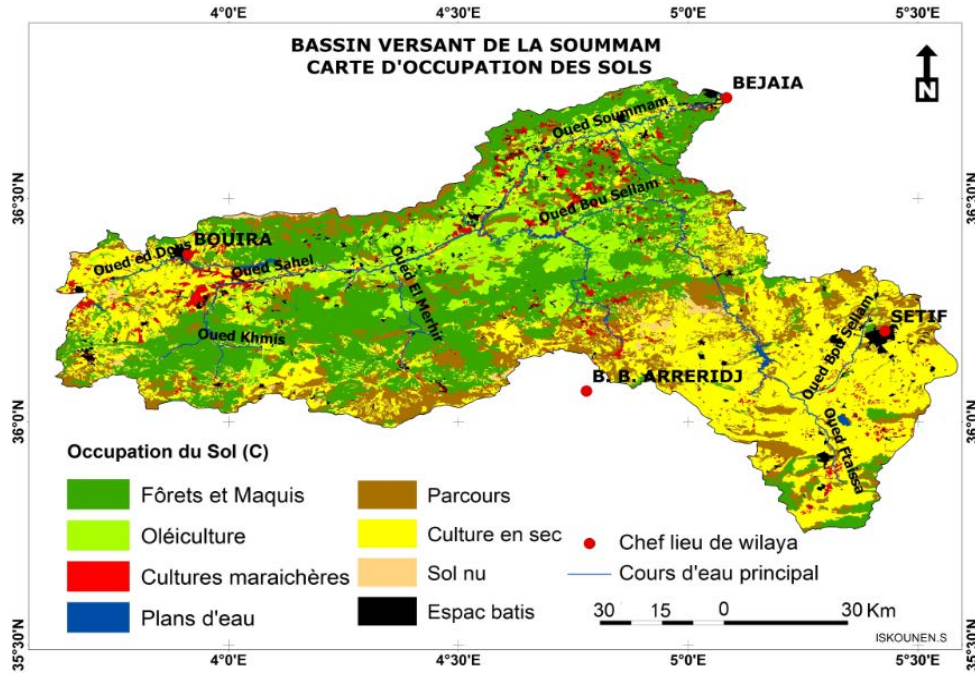 4°0'E 4°30'E 5°0'E 5°30'E
BASSIN VERSANT DE LA SOUMMAM
CARTE D'OCCUPATION DES SOLS
N
BEJAIA
Oued Soummam
36°30'N 36°30'N
Oued Bou Sellam
Oued ed Dous
BOUIRA
Oued Sahel
Oued El Merhir
Oued Khmis
SETIF
Oued Bou Sellam
B. B. ARRERIDJ
36°0'N 36°0'N
Oued Ftaissa
Occupation du Sol (C)
Fôrets et Maquis
Oléiculture
Cultures maraichères
Plans d'eau
Parcours
Culture en sec
Sol nu
Espac batis
Chef lieu de wilaya
Cours d'eau principal
30 15 0 30 Km
ISKOUNEN.S
35°30'N 35°30'N
4°0'E 4°30'E 5°0'E 5°30'E